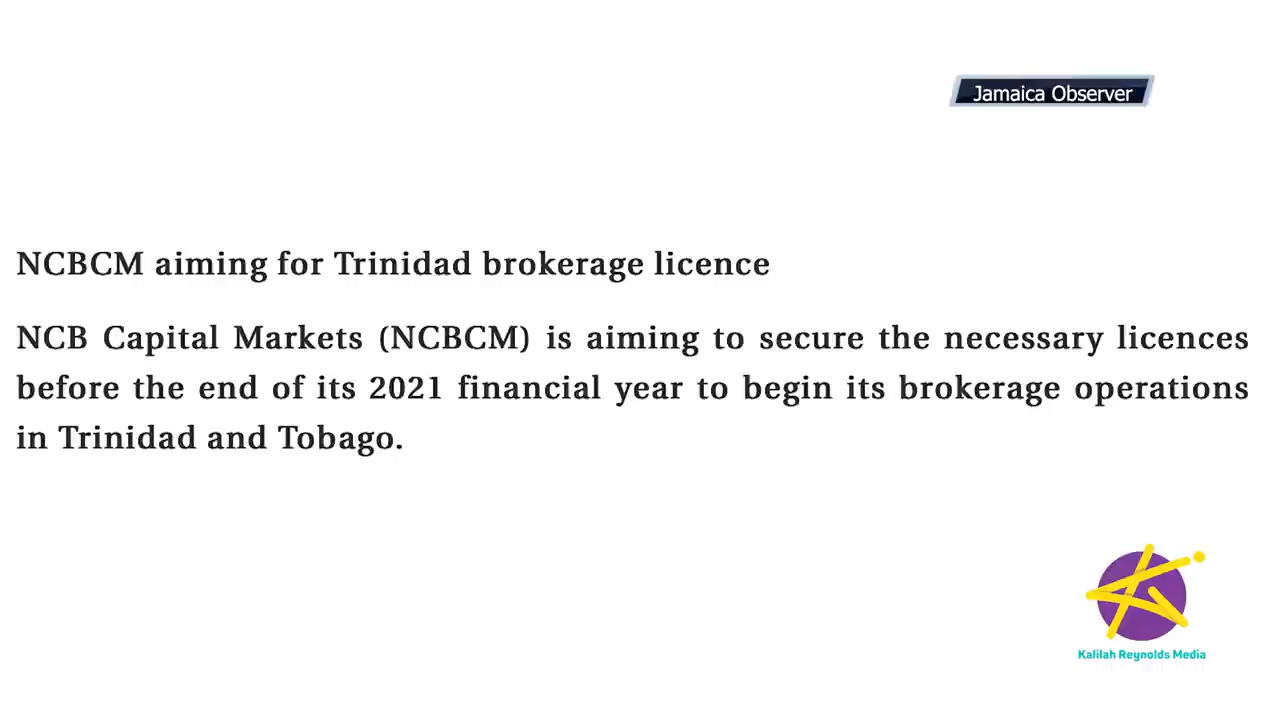 Jamaica Observer
NCBCM aiming for Trinidad brokerage licence
NCB Capital Markets (NCBCM) is aiming to secure the necessary licences
before the end of its 2021 financial year to begin its brokerage operations
in Trinidad and Tobago.
Kalilah Reynolds Media